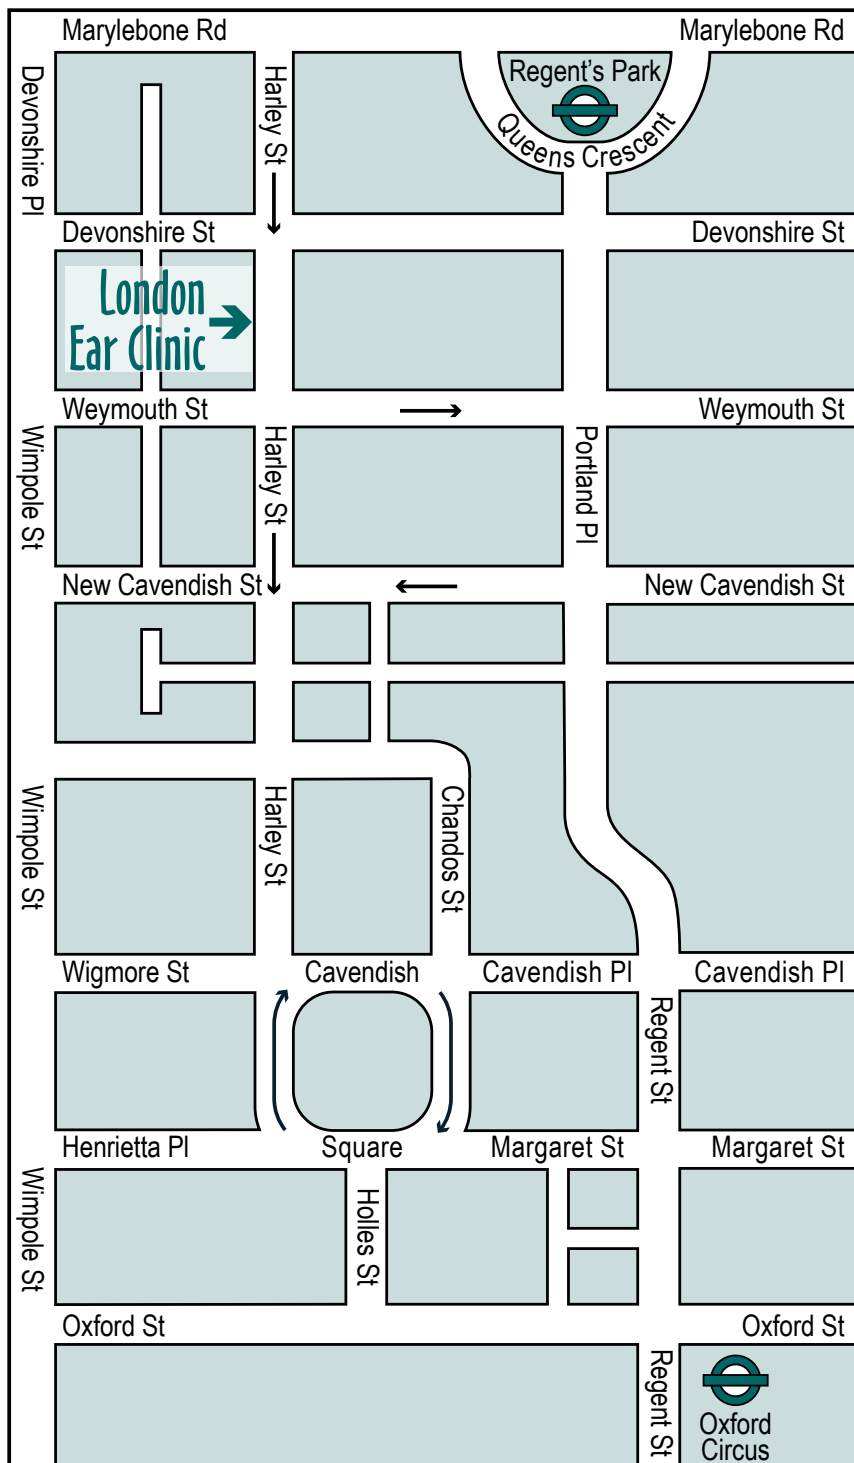 Marylebone Rd
Marylebone Rd
Devonshire Pl
Harley St
Regent's Park
Queens Crescent
Devonshire St
Devonshire St
London
Ear Clinic
Weymouth St
Weymouth St
Wimpole St
Harley St
Portland Pl
New Cavendish St
New Cavendish St
Wimpole St
Harley St
Chandos St
Wigmore St
Cavendish
Cavendish Pl
Cavendish Pl
Regent St
Henrietta Pl
Square
Margaret St
Margaret St
Wimpole St
Holles St
Oxford St
Oxford St
Regent St
Oxford
Circus